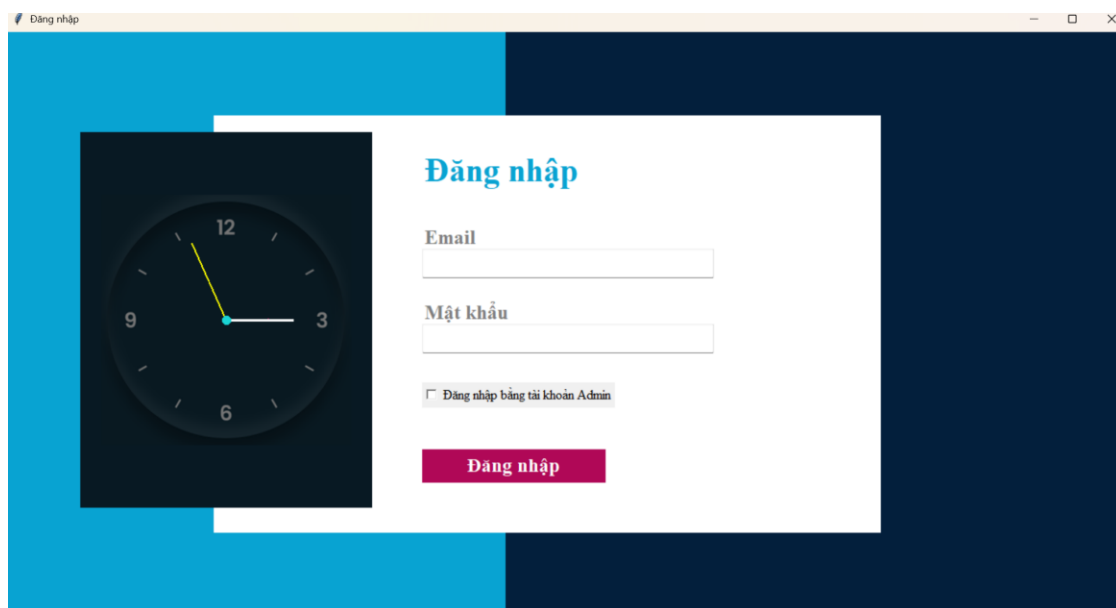 Đăng nhập
Đăng nhập
Email
Mật khẩu
Đăng nhập bằng tài khoản Admin
Đăng nhập
12
9
3
6